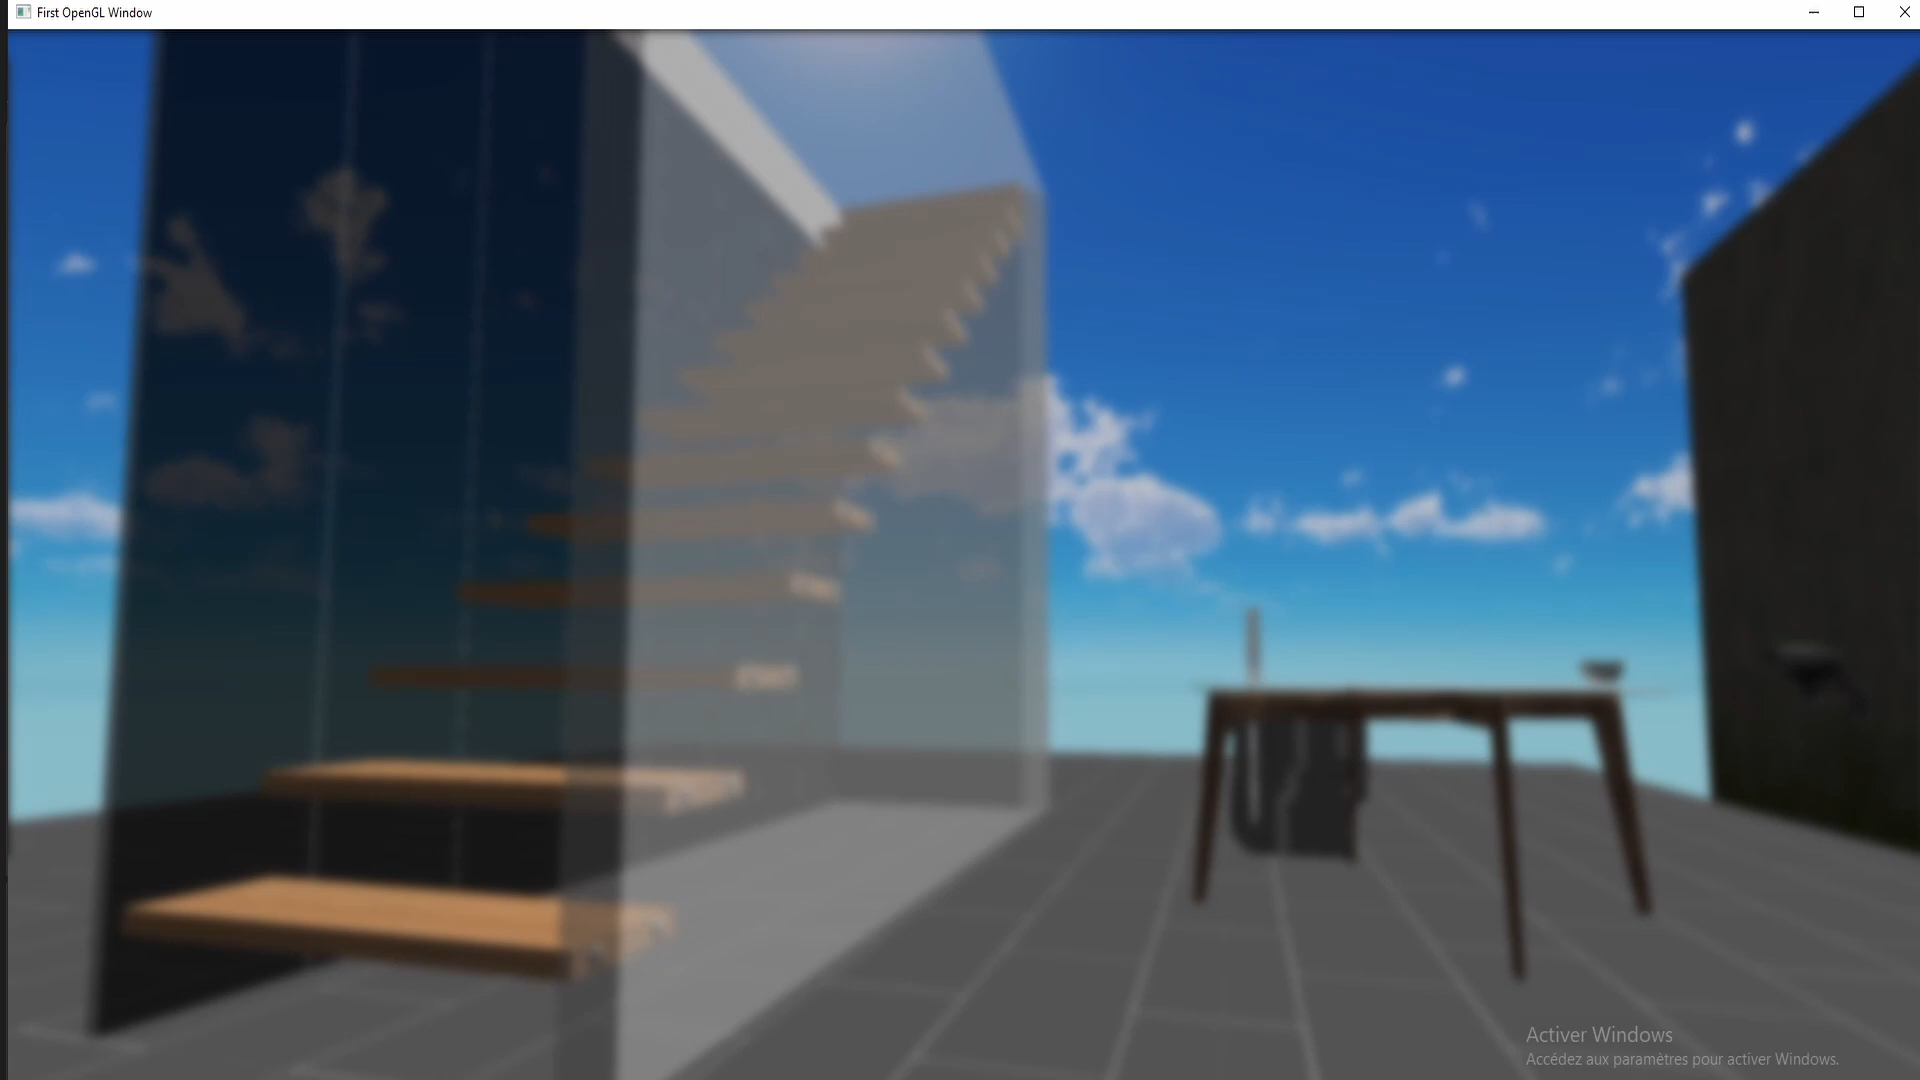 First OpenGL Window
Activer Windows
Accédez aux paramètres pour activer Windows.